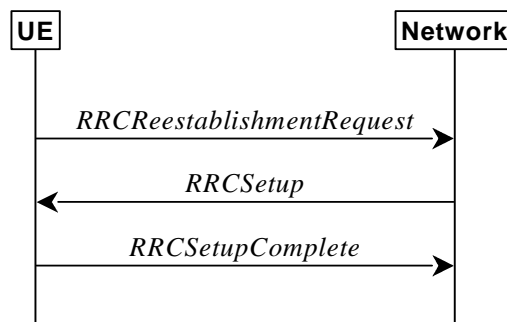 UE
Network
RRCReestablishmentRequest
RRCSetup
RRCSetupComplete